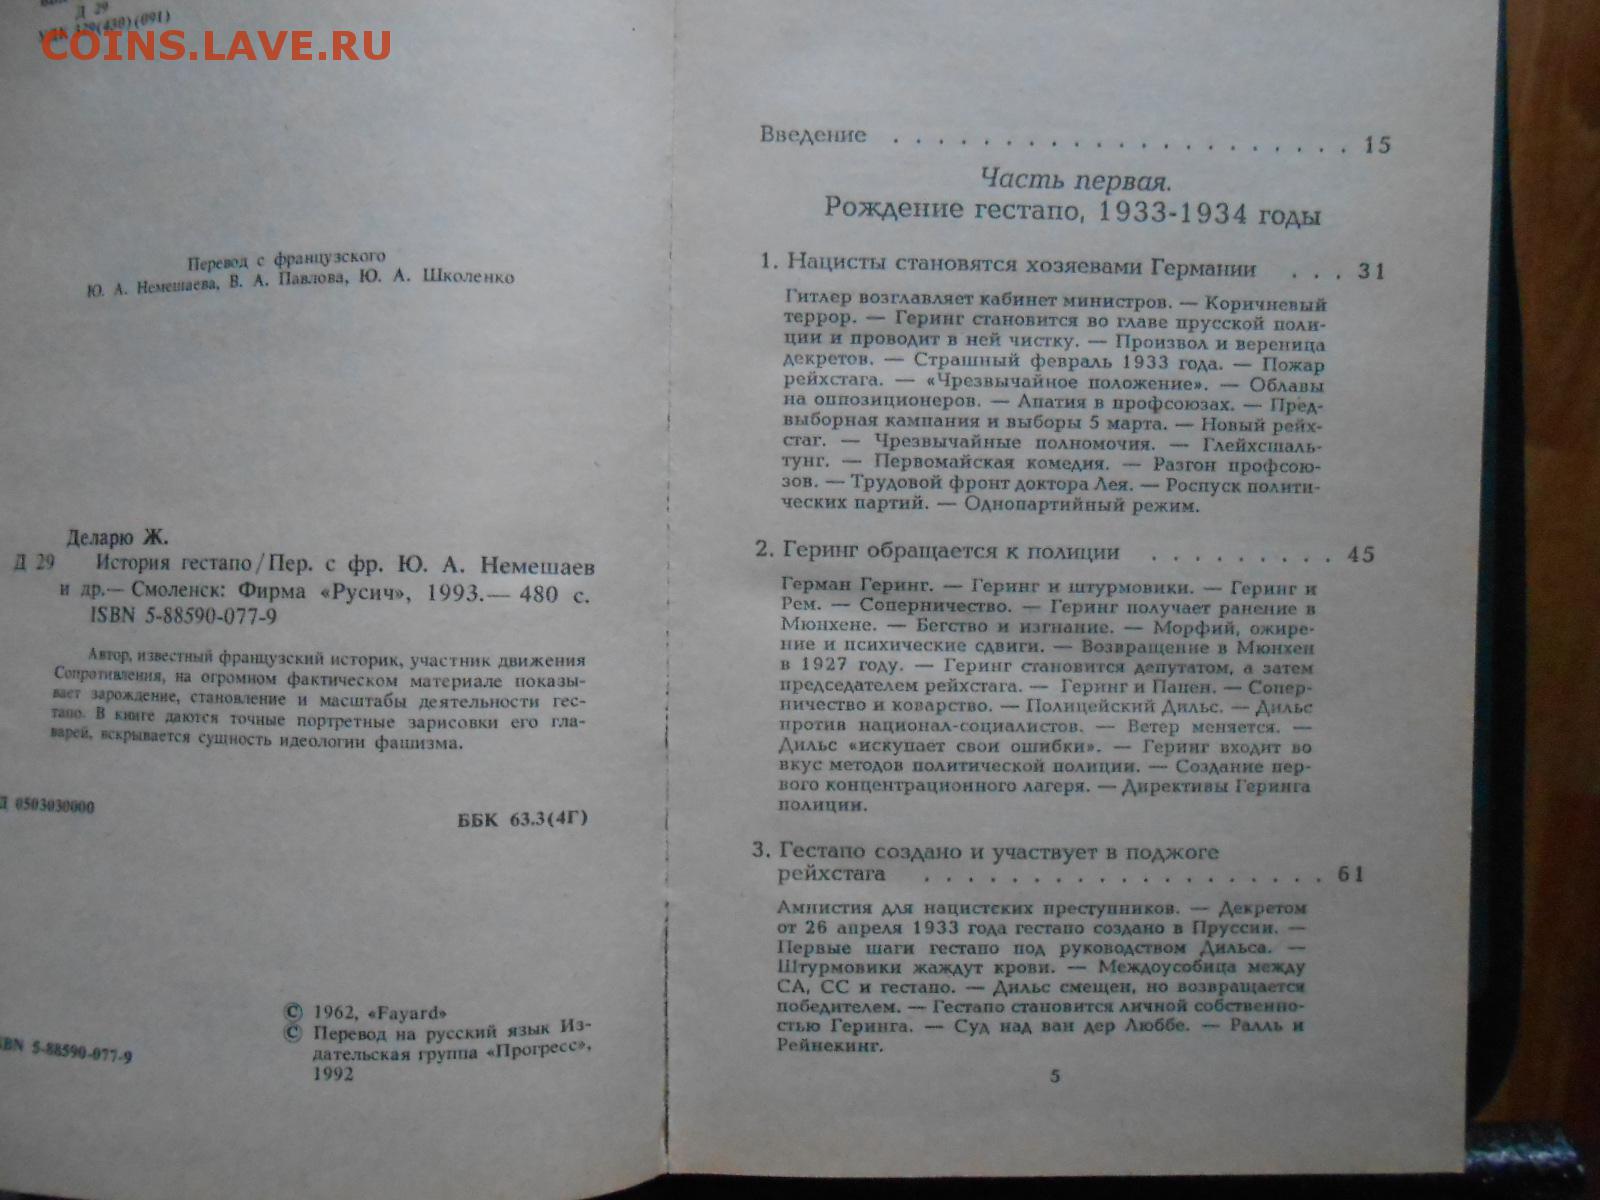 Д 29
УДК 329(430)(091)
COINS.LAVE.RU
Перевод с французского
Ю. А. Немешаева, В. А. Павлова, Ю. А. Школенко
Деларю Ж.
Д 29 История гестапо/Пер. с фр. Ю. А. Немешаев
и др.— Смоленск: Фирма «Русич», 1993.— 480 с.
ISBN 5-88590-077-9
Автор, известный французский историк, участник движения
Сопротивления, на огромном фактическом материале показы-
вает зарождение, становление и масштабы деятельности гес-
тапо. В книге даются точные портретные зарисовки его гла-
варей, вскрывается сущность идеологии фашизма.
Д 0503030000
ББК 63.3(4Г)
© 1962, «Fayard»
© Перевод на русский язык Из-
дательская группа «Прогресс»,
1992
5-88590-077-9
Введение . . . . . . . . . . . . . . . . . . . . . 15
Часть первая.
Рождение гестапо, 1933-1934 годы
1. Нацисты становятся хозяевами Германии . . . 31
Гитлер возглавляет кабинет министров. — Коричневый
террор. — Геринг становится во главе прусской поли-
ции и проводит в ней чистку. — Произвол и вереница
декретов. — Страшный февраль 1933 года. — Пожар
рейхстага. — «Чрезвычайное положение». — Облавы
на оппозиционеров. — Апатия в профсоюзах. — Пред-
выборная кампания и выборы 5 марта. — Новый рейх-
стаг. — Чрезвычайные полномочия. — Глейхсшаль-
тунг. — Первомайская комедия. — Разгон профсою-
зов. — Трудовой фронт доктора Лея. — Роспуск полити-
ческих партий. — Однопартийный режим.
2. Геринг обращается к полиции . . . . . . . . . 45
Герман Геринг. — Геринг и штурмовики. — Геринг и
Рем. — Соперничество. — Геринг получает ранение в
Мюнхене. — Бегство и изгнание. — Морфий, ожире-
ние и психические сдвиги. — Возвращение в Мюнхен
в 1927 году. — Геринг становится депутатом, а затем
председателем рейхстага. — Геринг и Папен. — Сопер-
ничество и коварство. — Полицейский Дильс. — Дильс
против национал-социалистов. — Ветер меняется. —
Дильс «искупает свои ошибки». — Геринг входит во
вкус методов политической полиции. — Создание пер-
вого концентрационного лагеря. — Директивы Геринга
полиции.
3. Гестапо создано и участвует в поджоге
рейхстага . . . . . . . . . . . . . . . . . . 61
Амнистия для нацистских преступников. — Декретом
от 26 апреля 1933 года гестапо создано в Пруссии. —
Первые шаги гестапо под руководством Дильса. —
Штурмовики жаждут крови. — Междоусобица между
СА, СС и гестапо. — Дильс смещен, но возвращается
победителем. — Гестапо становится личной собственно-
стью Геринга. — Суд над ван дер Люббе. — Ралль и
Рейнекинг.
5